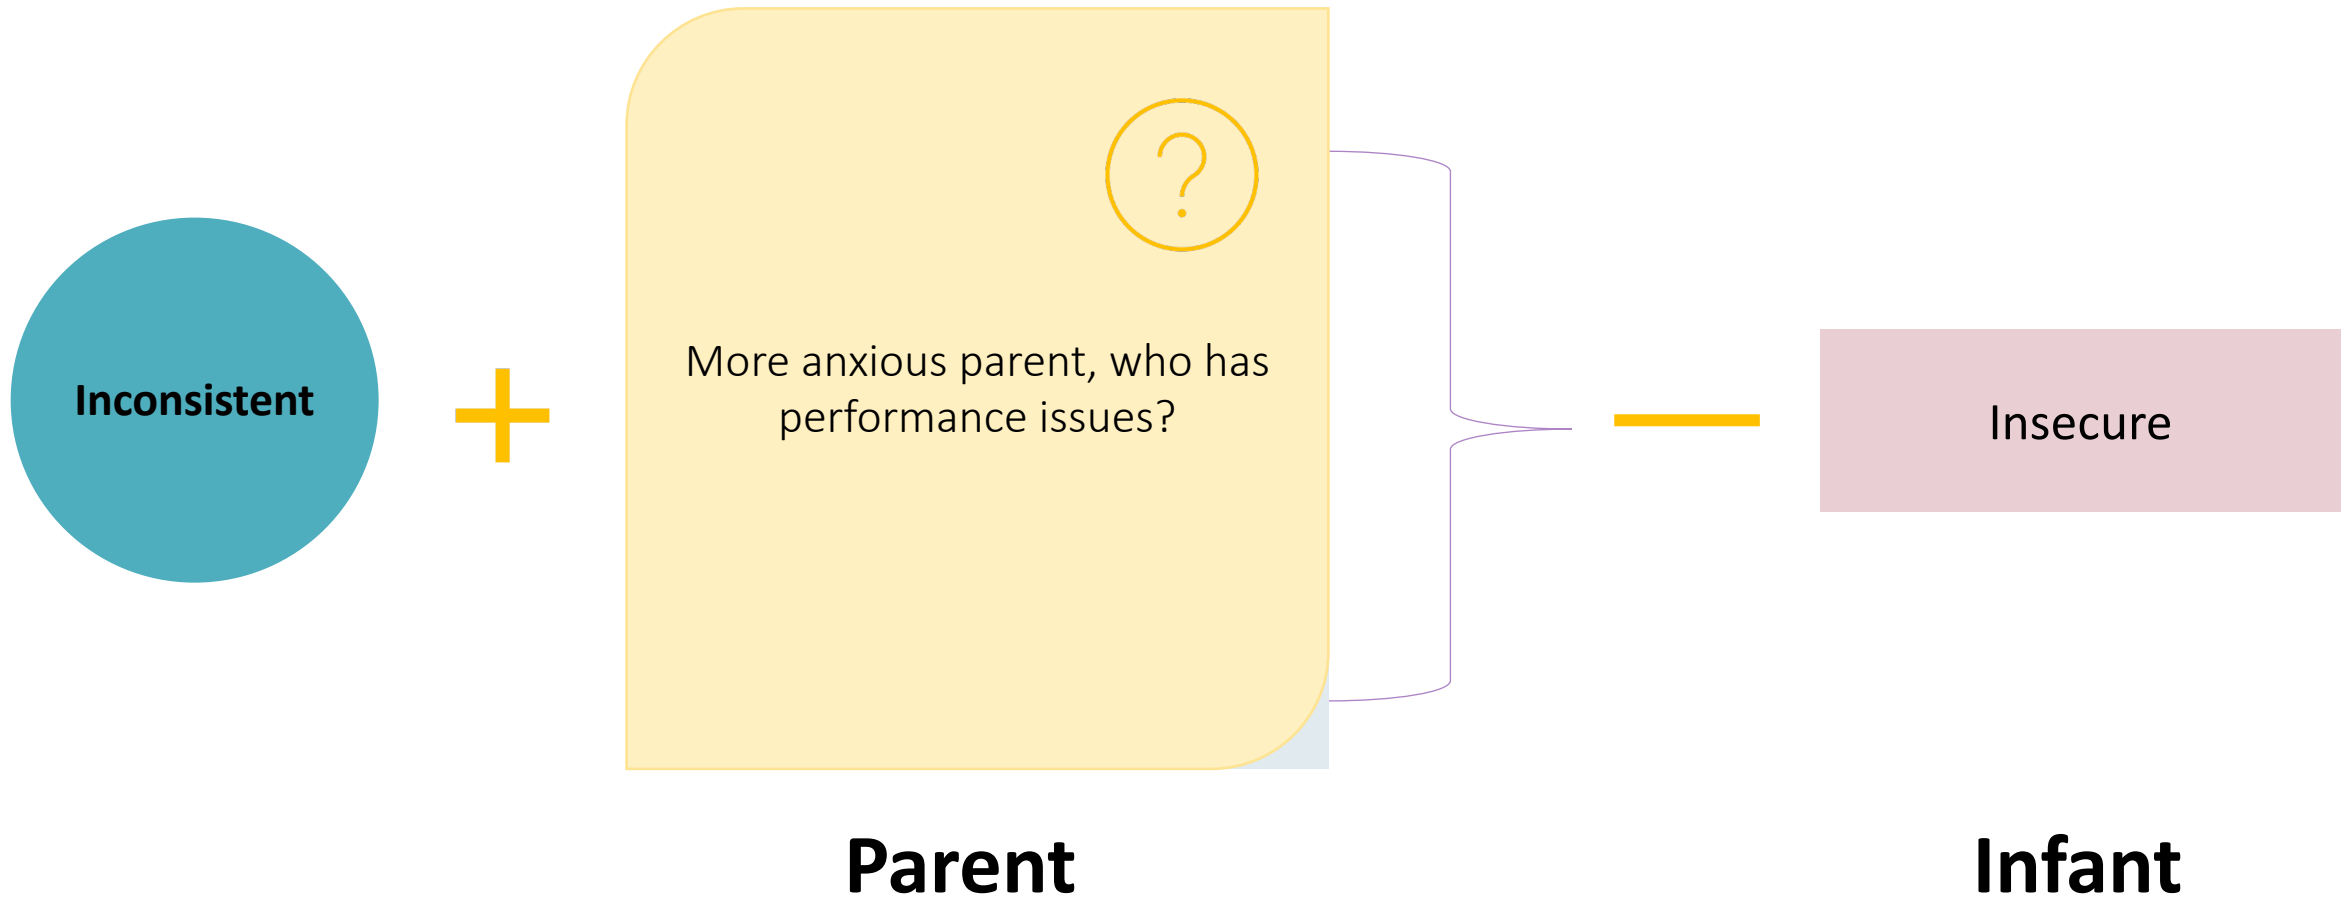 Inconsistent
?
More anxious parent, who has
performance issues?
Insecure
Parent
Infant